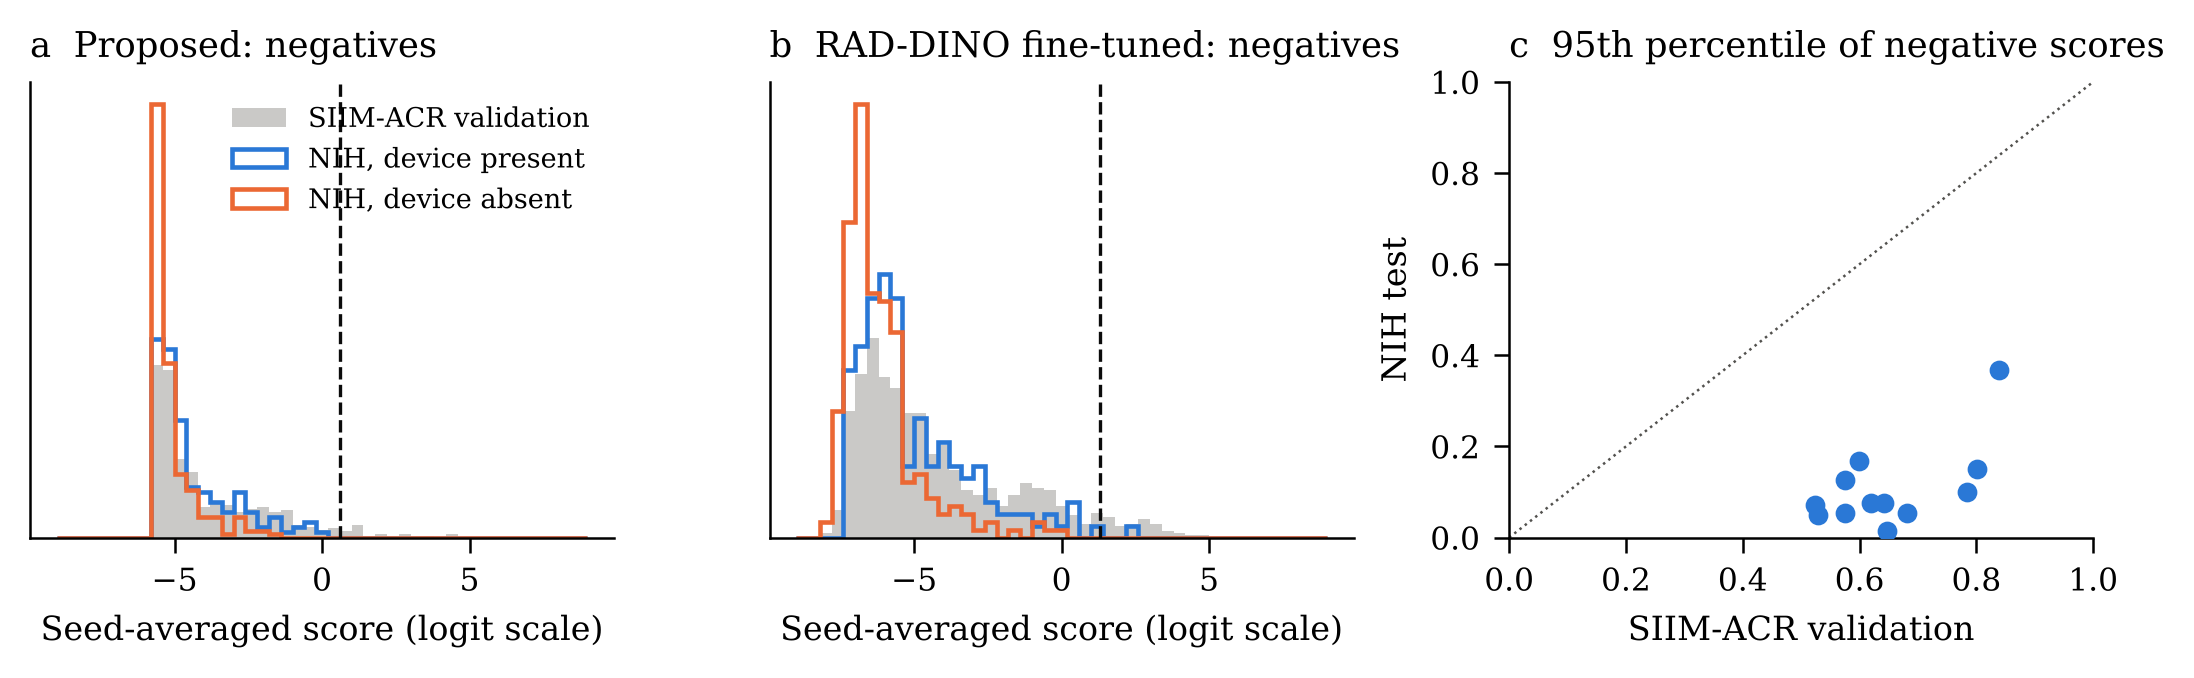 a Proposed: negatives
SIIM-ACR validation
NIH, device present
NIH, device absent
−5 0 5
Seed-averaged score (logit scale)
b RAD-DINO fine-tuned: negatives
−5 0 5
Seed-averaged score (logit scale)
c 95th percentile of negative scores
NIH test
1.0
0.8
0.6
0.4
0.2
0.0
0.0 0.2 0.4 0.6 0.8 1.0
SIIM-ACR validation